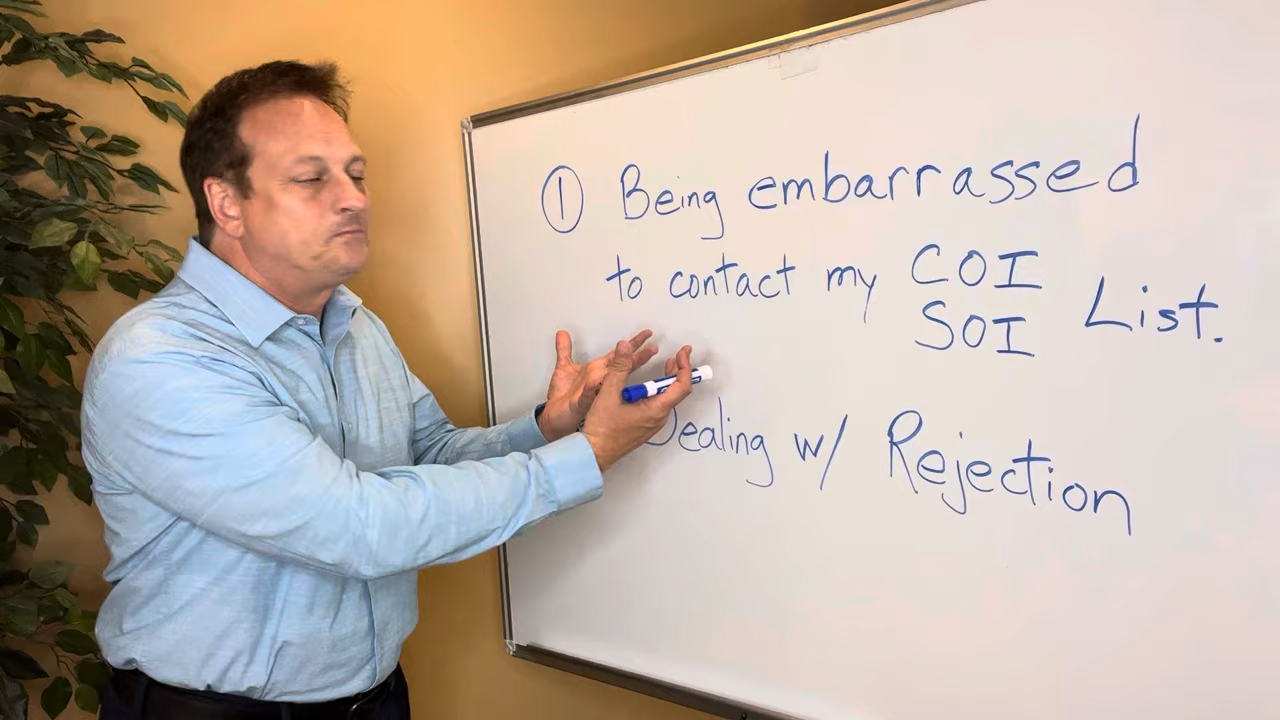 ① Being embarrassed
to contact my COI
SOI List.
Dealing w/ Rejection